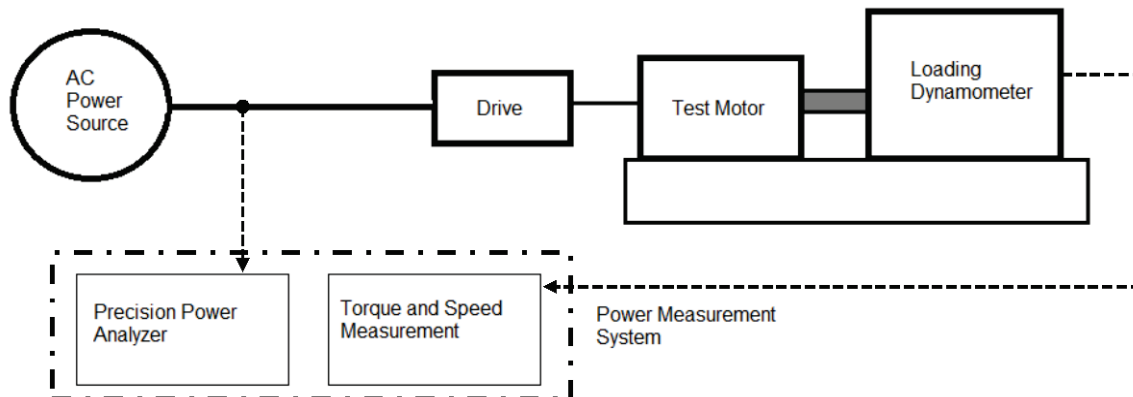 AC
Power
Source
Drive
Test Motor
Loading
Dynamometer
Precision Power
Analyzer
Torque and Speed
Measurement
Power Measurement
System